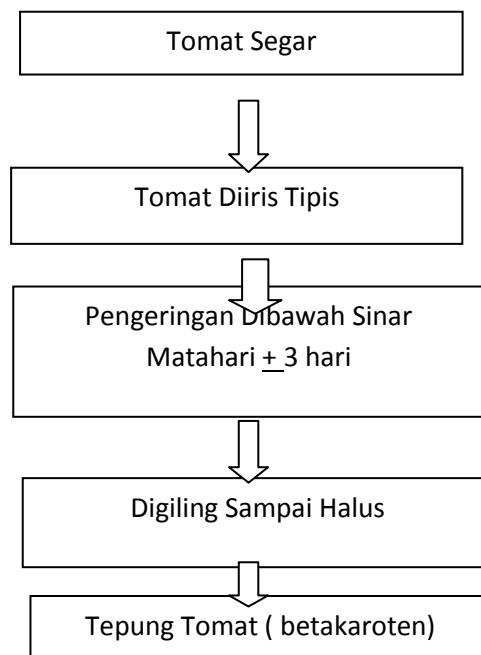 Tomat Segar
Tomat Diiris Tipis
Pengeringan Dibawah Sinar
Matahari + 3 hari
Digiling Sampai Halus
Tepung Tomat ( betakaroten)